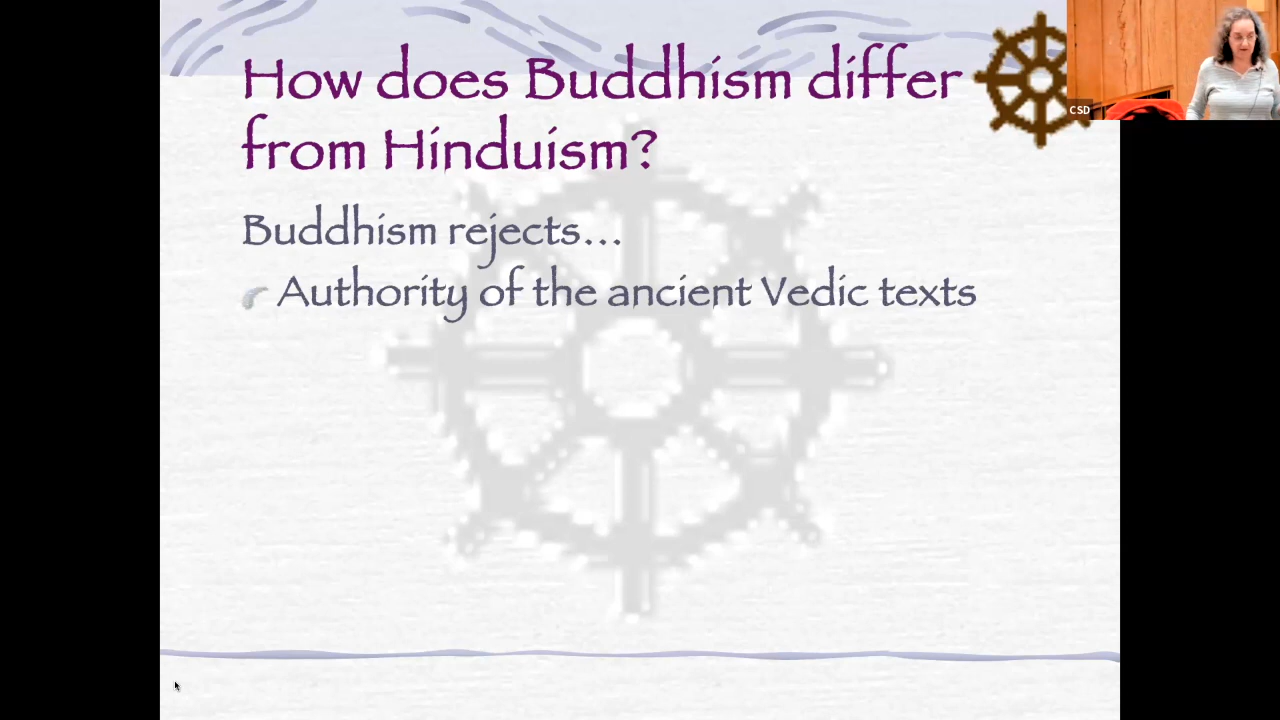 How does Buddhism differ
from Hinduism?
Buddhism rejects…
Authority of the ancient Vedic texts
CSD